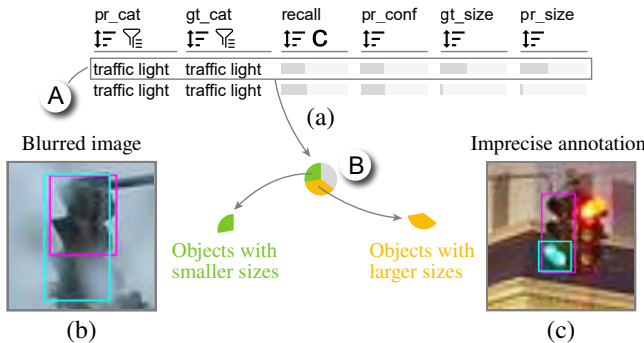 pr_cat gt_cat recall pr_conf gt_size pr_size
C
traffic light traffic light
traffic light traffic light
A
(a)
Blurred image
B
Imprecise annotation
Objects with
smaller sizes
Objects with
larger sizes
(b)
(c)